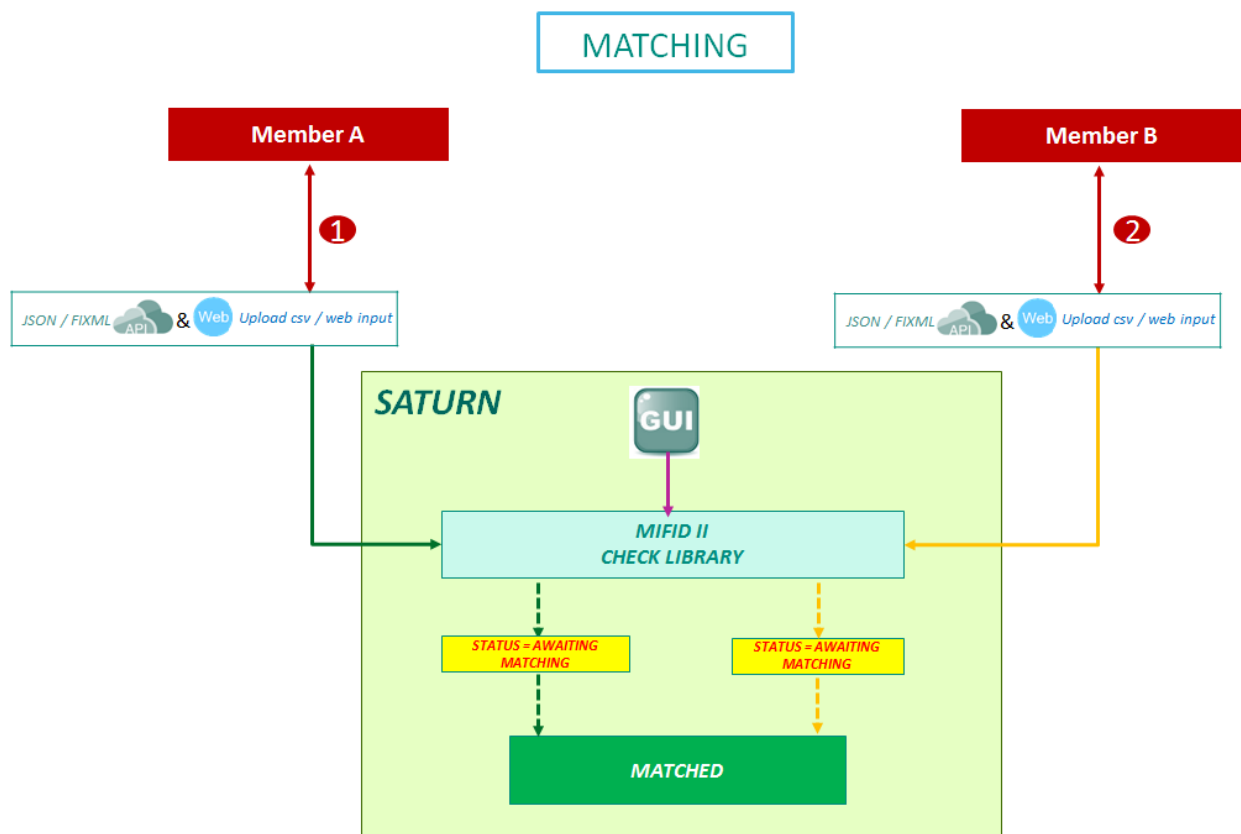 MATCHING
Member A
Member B
1
2
JSON / FIXML API & Web Upload csv / web input
JSON / FIXML API & Web Upload csv / web input
SATURN
GUI
MIFID II
CHECK LIBRARY
STATUS = AWAITING
MATCHING
STATUS = AWAITING
MATCHING
MATCHED